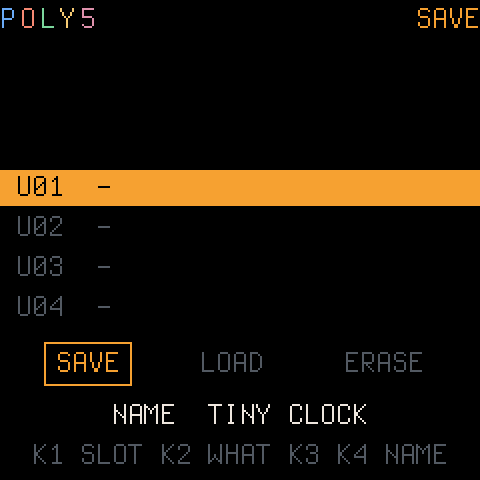 POLY5 SAVE
U01 -
U02 -
U03 -
U04 -
SAVE LOAD ERASE
NAME TINY CLOCK
K1 SLOT K2 WHAT K3 K4 NAME